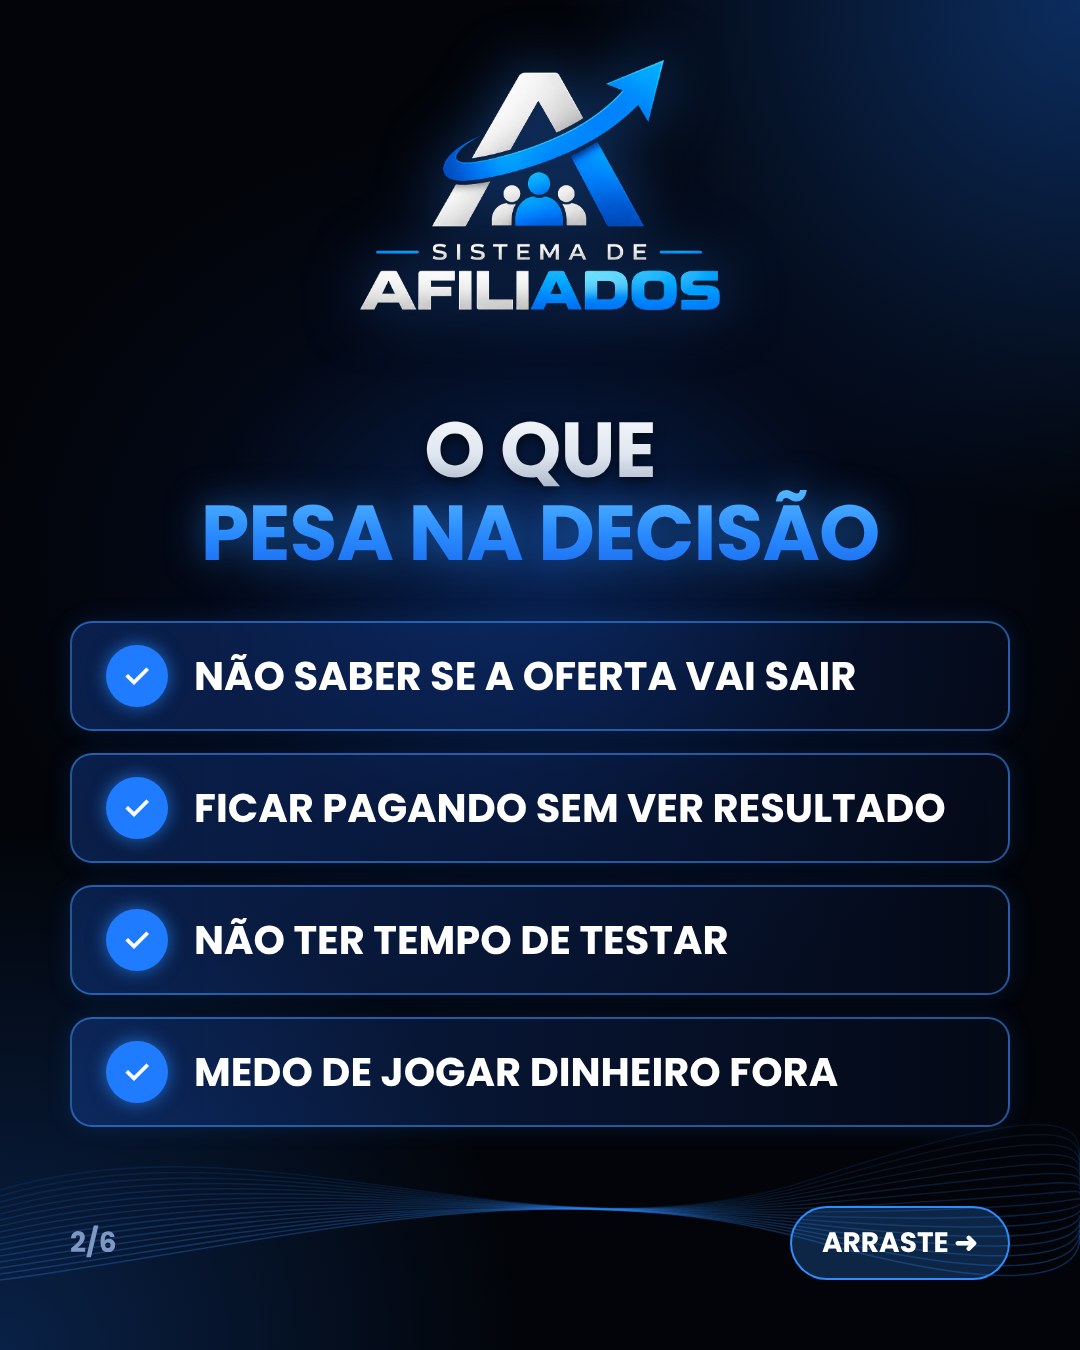 SISTEMA DE
AFILIADOS
O QUE
PESA NA DECISÃO
NÃO SABER SE A OFERTA VAI SAIR
FICAR PAGANDO SEM VER RESULTADO
NÃO TER TEMPO DE TESTAR
MEDO DE JOGAR DINHEIRO FORA
2/6
ARRASTE →